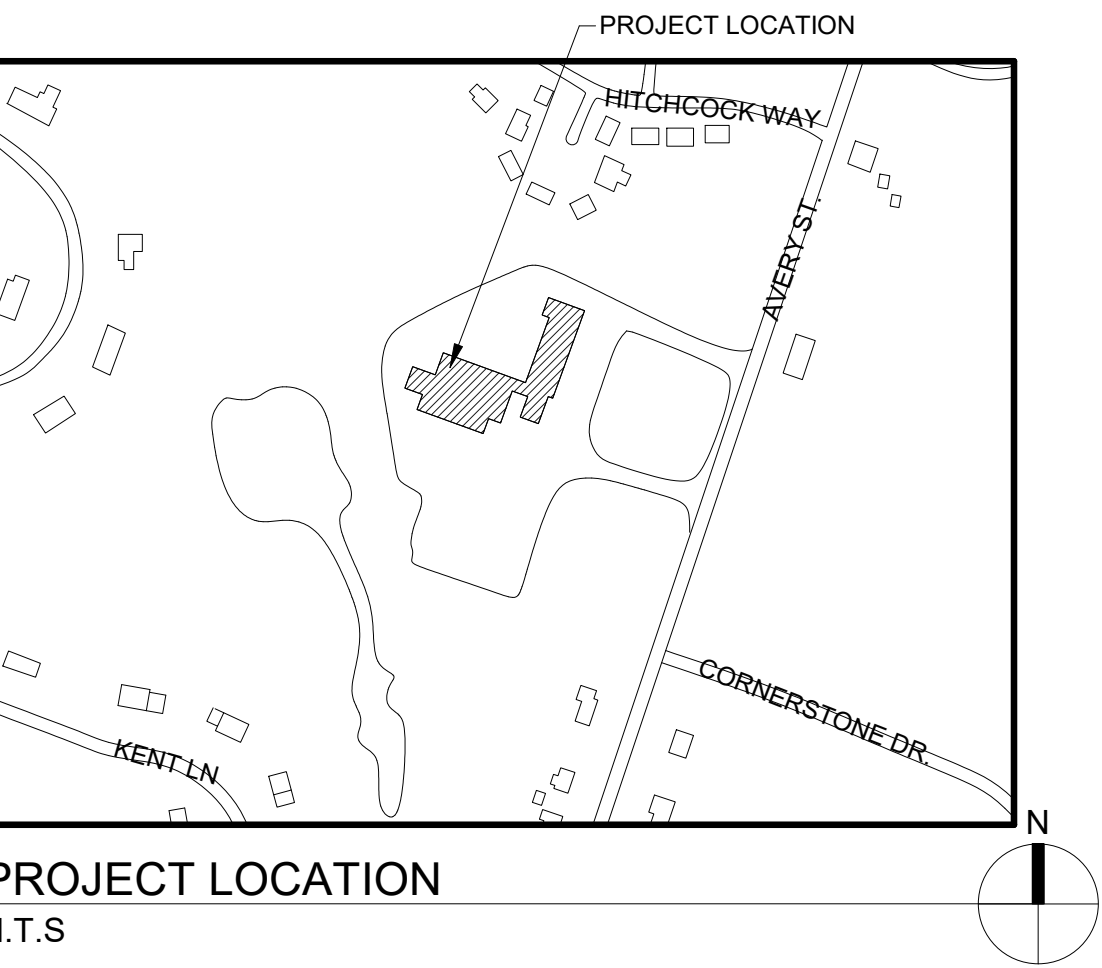 PROJECT LOCATION
HITCHCOCK WAY
AVERY ST.
CORNERSTONE DR.
KENT LN
N
PROJECT LOCATION
.T.S